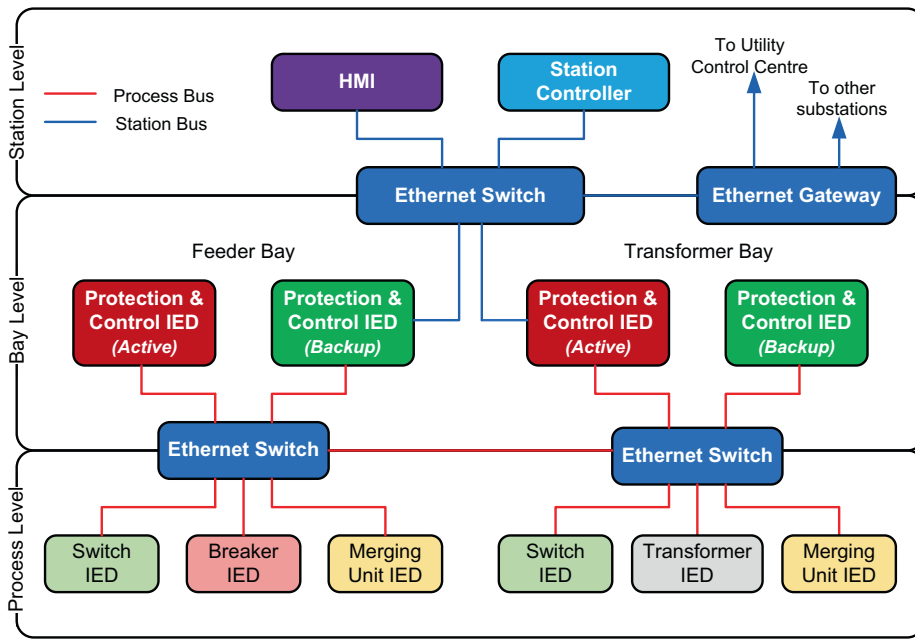 Station Level
Process Bus
Station Bus
HMI
Station
Controller
To Utility
Control Centre
To other
substations
Ethernet Switch
Ethernet Gateway
Bay Level
Feeder Bay
Transformer Bay
Protection &
Control IED
(Active)
Protection &
Control IED
(Backup)
Protection &
Control IED
(Active)
Protection &
Control IED
(Backup)
Ethernet Switch
Ethernet Switch
Process Level
Switch
IED
Breaker
IED
Merging
Unit IED
Switch
IED
Transformer
IED
Merging
Unit IED